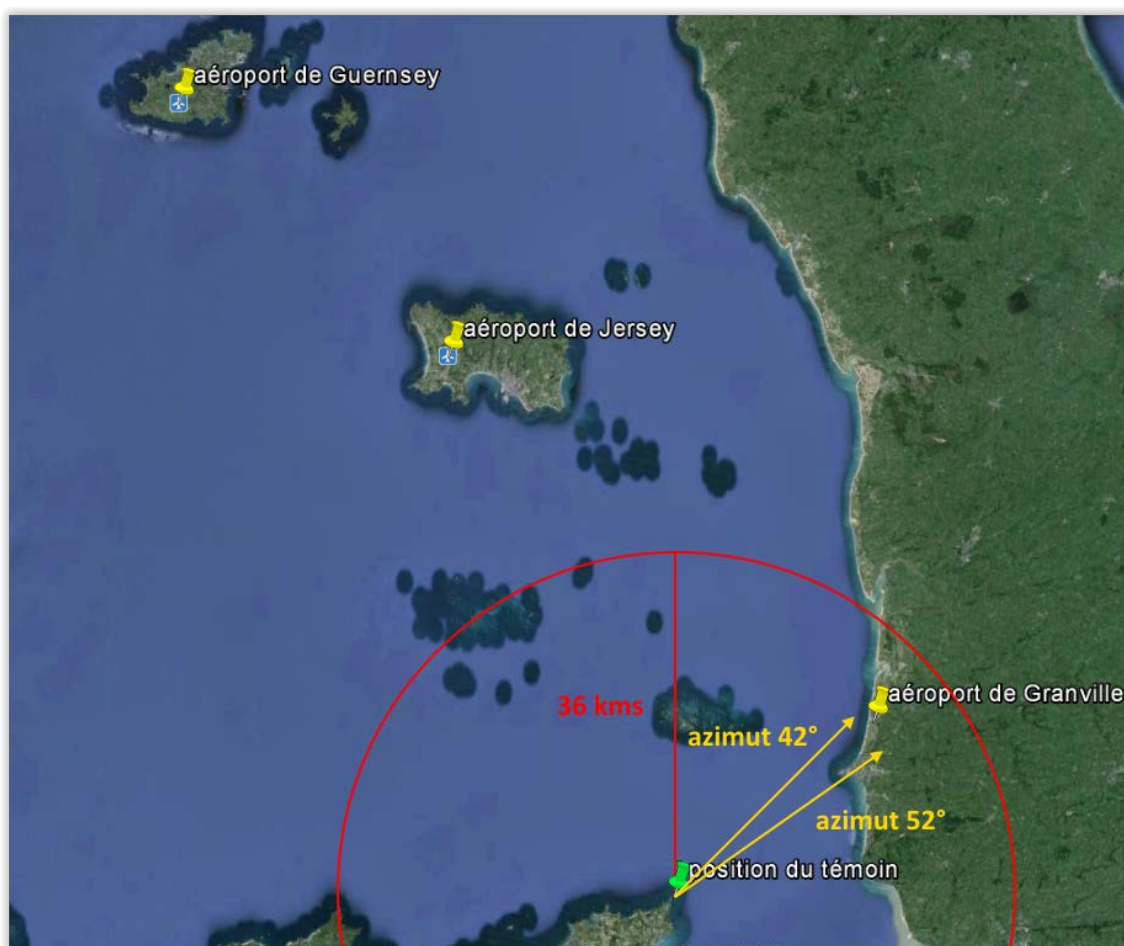 aéroport de Guernsey
aéroport de Jersey
36 kms
aéroport de Granville
azimut 42°
azimut 52°
position du témoin